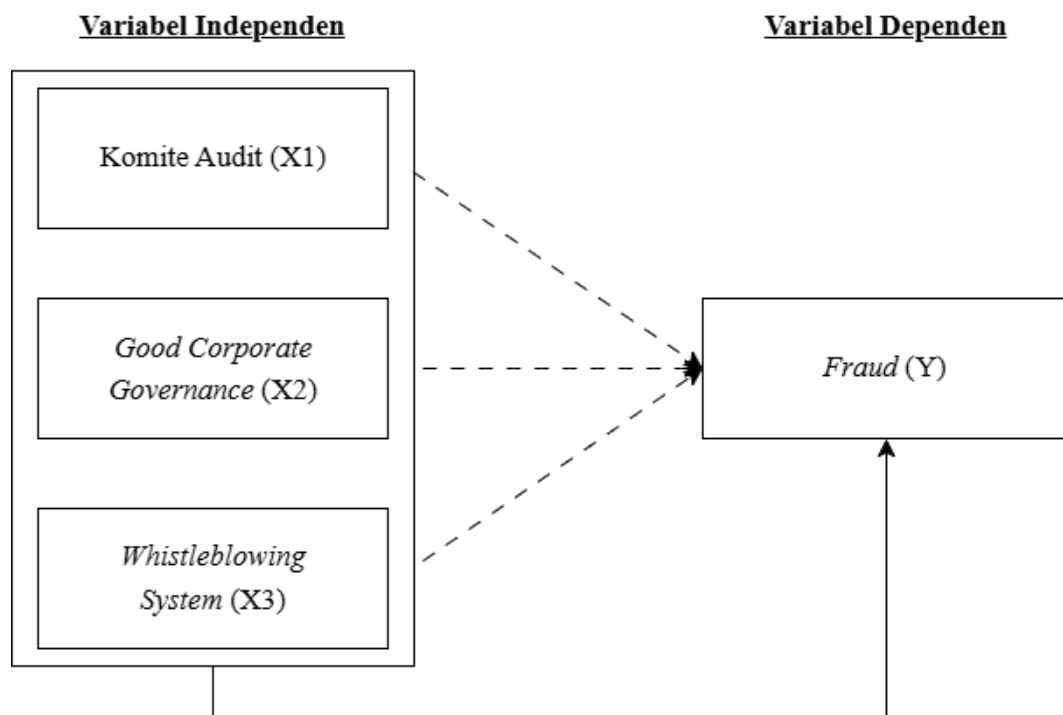 Variabel Independen
Variabel Dependen
Komite Audit (X1)
Good Corporate
Governance (X2)
Fraud (Y)
Whistleblowing
System (X3)